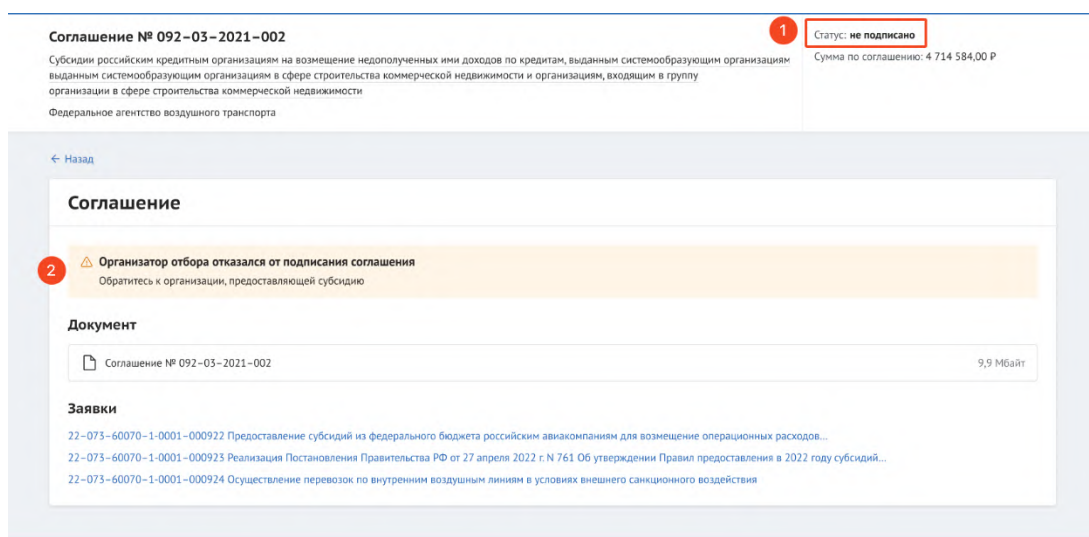 Соглашение № 092–03–2021–002
1
Статус: не подписано
Субсидии российским кредитным организациям на возмещение недополученных ими доходов по кредитам, выданным системообразующим организациям
Сумма по соглашению: 4 714 584,00 ₽
выданным системообразующим организациям в сфере строительства коммерческой недвижимости и организациям, входящим в группу
организации в сфере строительства коммерческой недвижимости
Федеральное агентство воздушного транспорта
← Назад
Соглашение
2
Организатор отбора отказался от подписания соглашения
Обратитесь к организации, предоставляющей субсидию
Документ
Соглашение № 092–03–2021–002 9,9 Мбайт
Заявки
22–073–60070–1-0001–000922 Предоставление субсидий из федерального бюджета российским авиакомпаниям для возмещение операционных расходов...
22–073–60070–1-0001–000923 Реализация Постановления Правительства РФ от 27 апреля 2022 г. N 761 Об утверждении Правил предоставления в 2022 году субсидий...
22–073–60070–1-0001–000924 Осуществление перевозок по внутренним воздушным линиям в условиях внешнего санкционного воздействия